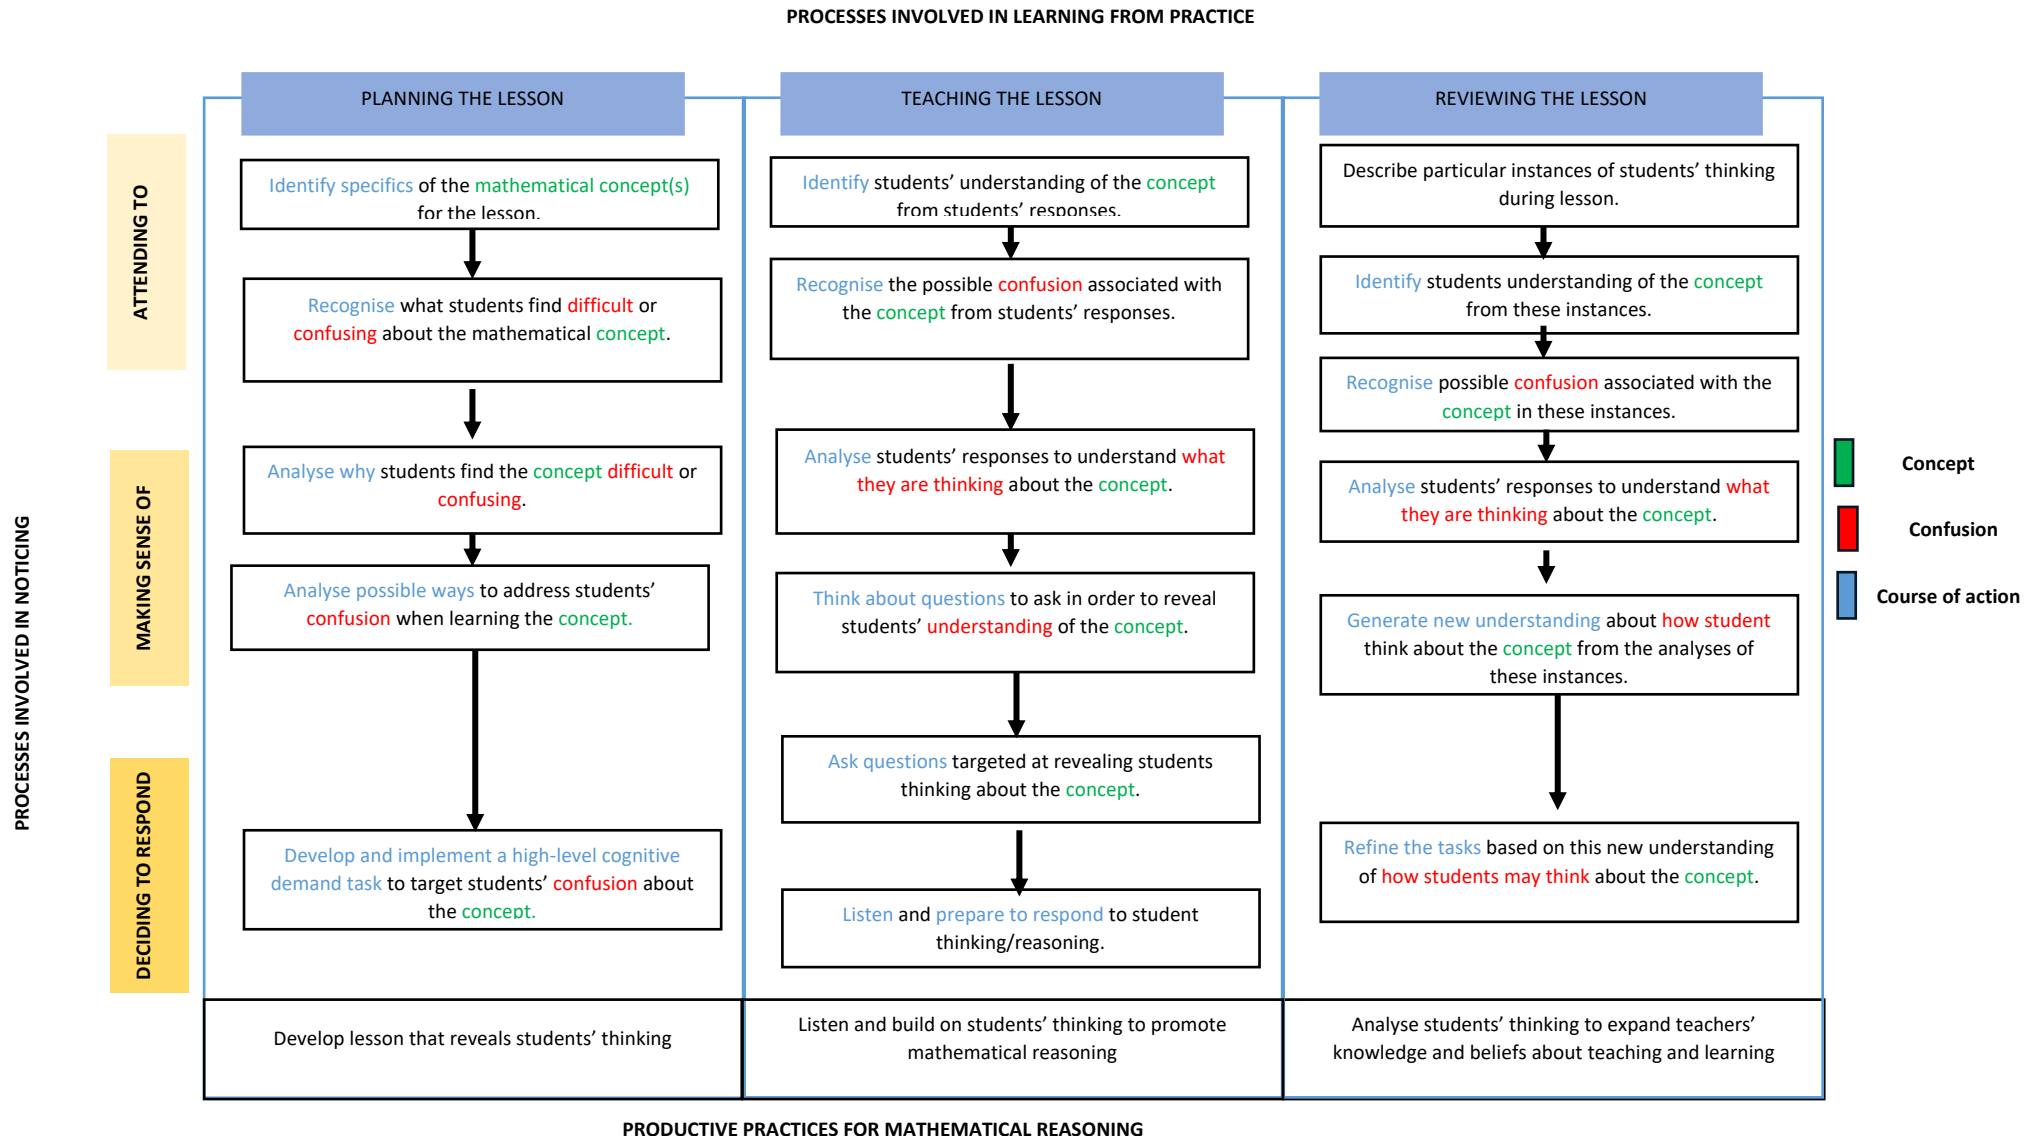 PROCESSES INVOLVED IN LEARNING FROM PRACTICE
PLANNING THE LESSON
TEACHING THE LESSON
REVIEWING THE LESSON
PROCESSES INVOLVED IN NOTICING
ATTENDING TO
MAKING SENSE OF
DECIDING TO RESPOND
Identify specifics of the mathematical concept(s)
for the lesson.
Recognise what students find difficult or
confusing about the mathematical concept.
Analyse why students find the concept difficult or
confusing.
Analyse possible ways to address students’
confusion when learning the concept.
Develop and implement a high-level cognitive
demand task to target students’ confusion about
the concept.
Develop lesson that reveals students’ thinking
Identify students’ understanding of the concept
from students’ responses.
Recognise the possible confusion associated with
the concept from students’ responses.
Analyse students’ responses to understand what
they are thinking about the concept.
Think about questions to ask in order to reveal
students’ understanding of the concept.
Ask questions targeted at revealing students
thinking about the concept.
Listen and prepare to respond to student
thinking/reasoning.
Listen and build on students’ thinking to promote
mathematical reasoning
Describe particular instances of students’ thinking
during lesson.
Identify students understanding of the concept
from these instances.
Recognise possible confusion associated with the
concept in these instances.
Analyse students’ responses to understand what
they are thinking about the concept.
Generate new understanding about how student
think about the concept from the analyses of
these instances.
Refine the tasks based on this new understanding
of how students may think about the concept.
Analyse students’ thinking to expand teachers’
knowledge and beliefs about teaching and learning
Concept
Confusion
Course of action
PRODUCTIVE PRACTICES FOR MATHEMATICAL REASONING